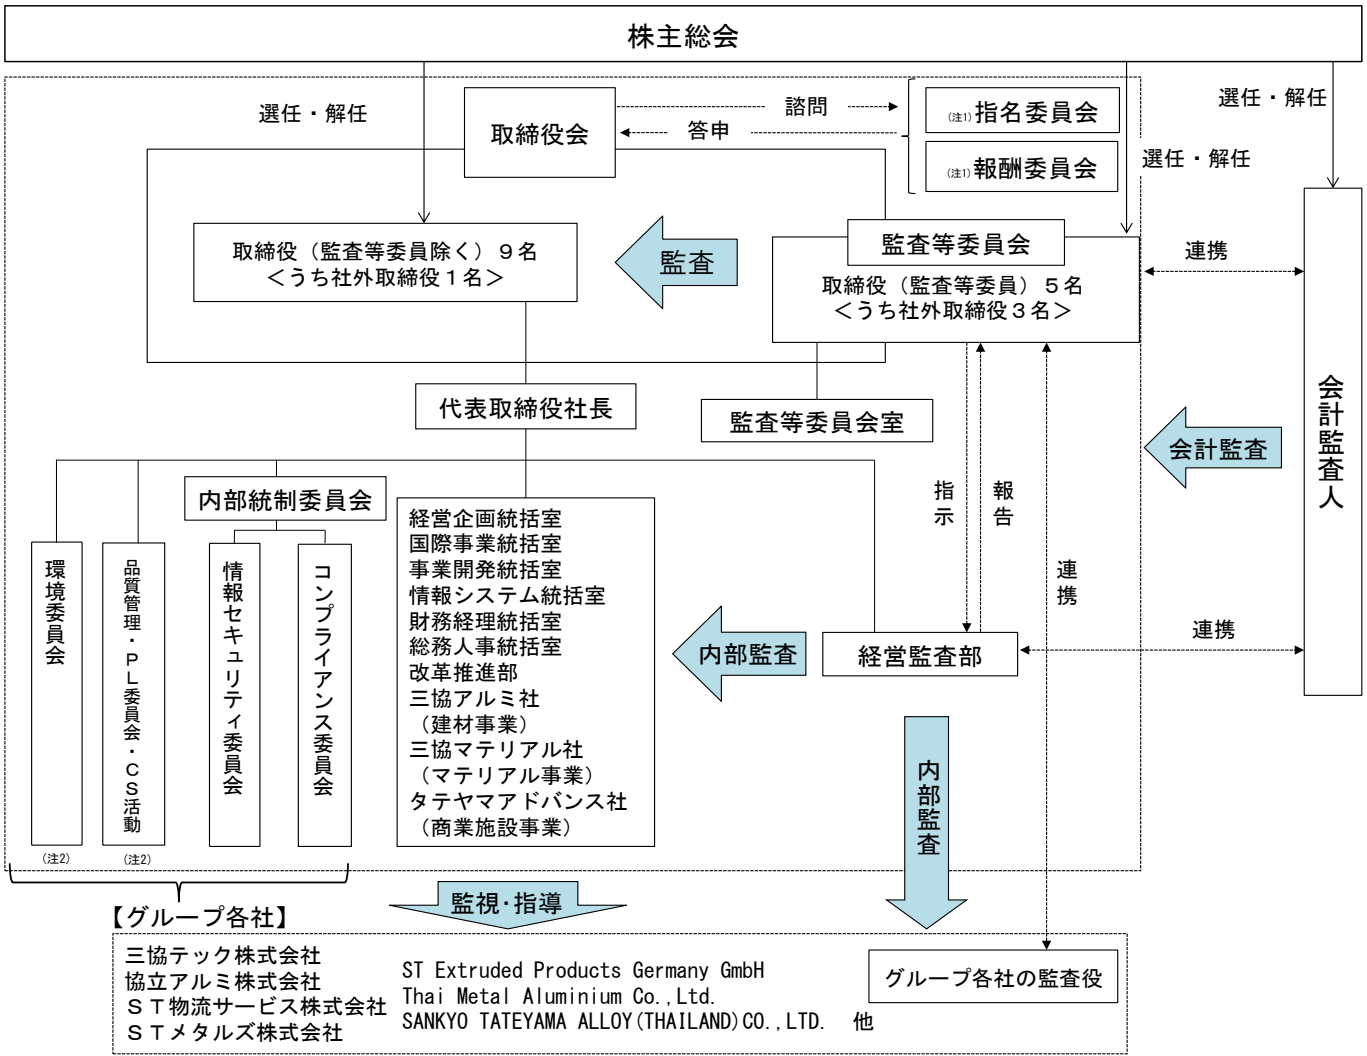 株主総会
選任・解任
選任・解任
選任・解任
取締役会
諮問
答申
(注1)指名委員会
(注1)報酬委員会
取締役（監査等委員除く）９名
＜うち社外取締役１名＞
監査
監査等委員会
取締役（監査等委員）５名
＜うち社外取締役３名＞
連携
会計監査人
代表取締役社長
監査等委員会室
会計監査
指示
報告
連携
内部統制委員会
環境委員会
品質管理・ＰＬ委員会・ＣＳ活動
情報セキュリティ委員会
コンプライアンス委員会
(注2)
(注2)
経営企画統括室
国際事業統括室
事業開発統括室
情報システム統括室
財務経理統括室
総務人事統括室
改革推進部
三協アルミ社
（建材事業）
三協マテリアル社
（マテリアル事業）
タテヤマアドバンス社
（商業施設事業）
内部監査
経営監査部
連携
内部監査
監視・指導
【グループ各社】
三協テック株式会社
協立アルミ株式会社
ＳＴ物流サービス株式会社
ＳＴメタルズ株式会社
ST Extruded Products Germany GmbH
Thai Metal Aluminium Co.,Ltd.
SANKYO TATEYAMA ALLOY(THAILAND)CO.,LTD.　他
グループ各社の監査役